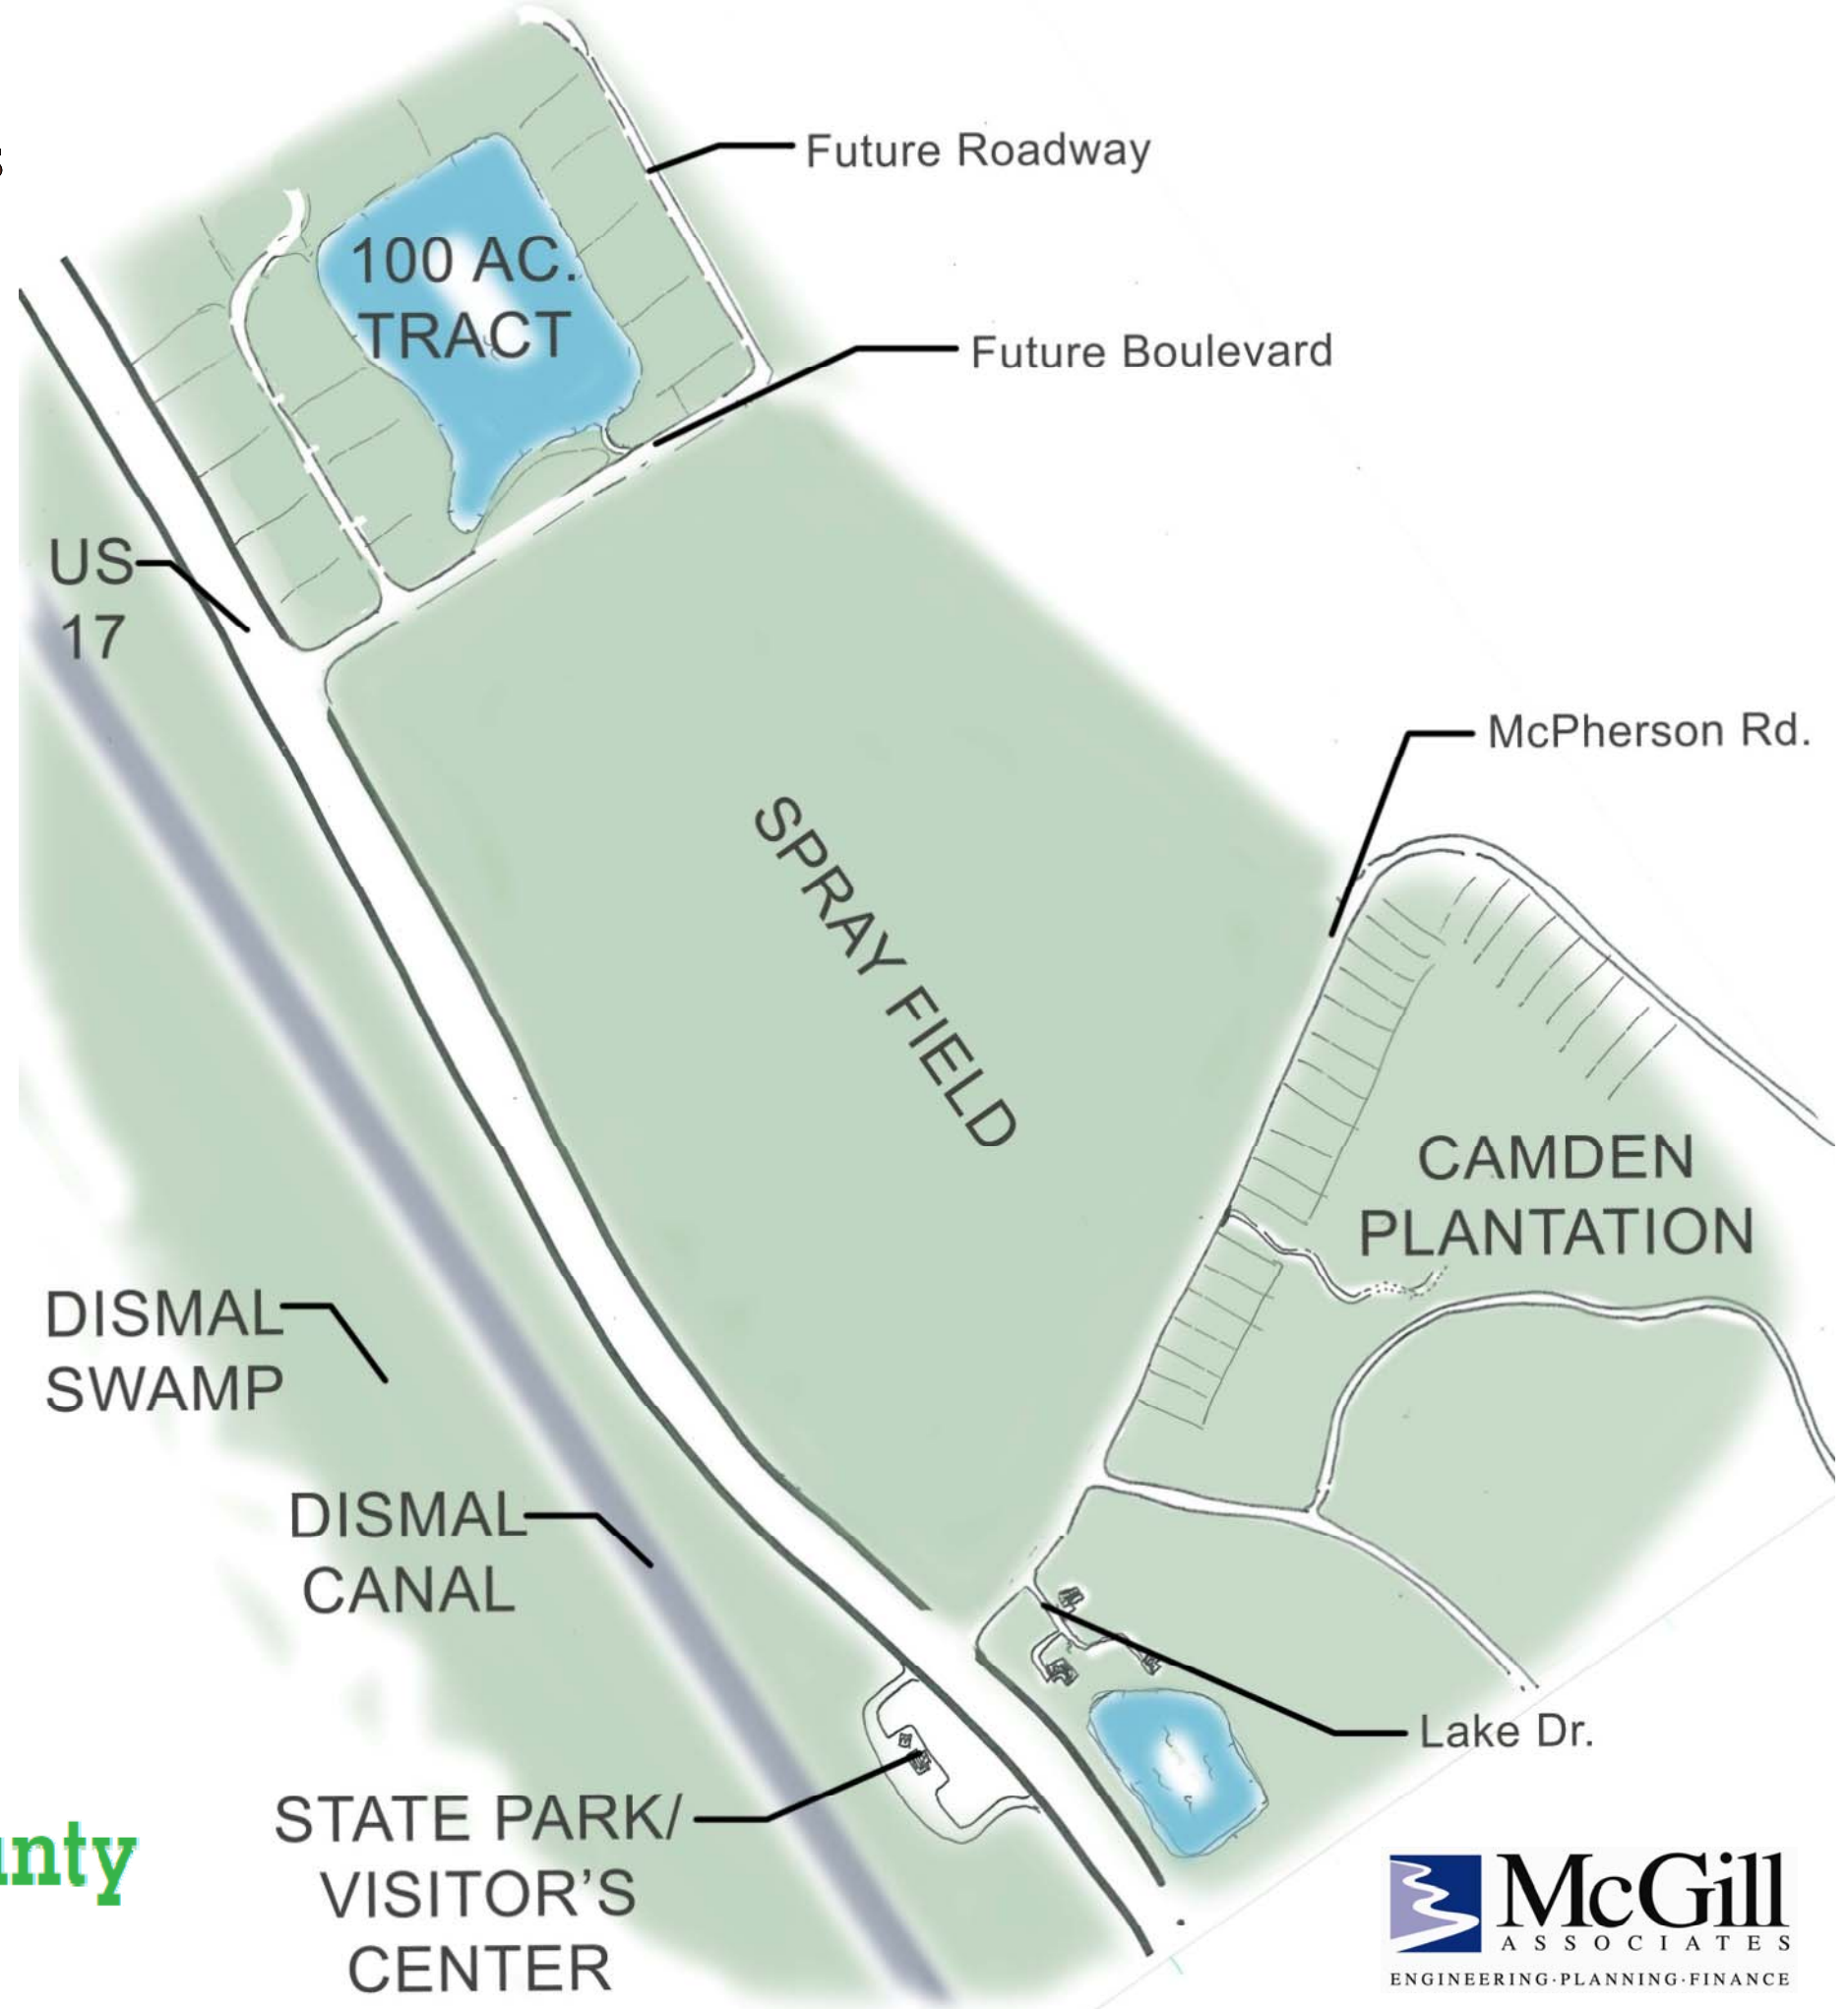 Future Roadway
100 AC.
TRACT
Future Boulevard
US
17
McPherson Rd.
SPRAY FIELD
CAMDEN
PLANTATION
DISMAL
SWAMP
DISMAL
CANAL
Lake Dr.
STATE PARK/
VISITOR'S
CENTER
McGill
ASSOCIATES
ENGINEERING·PLANNING·FINANCE